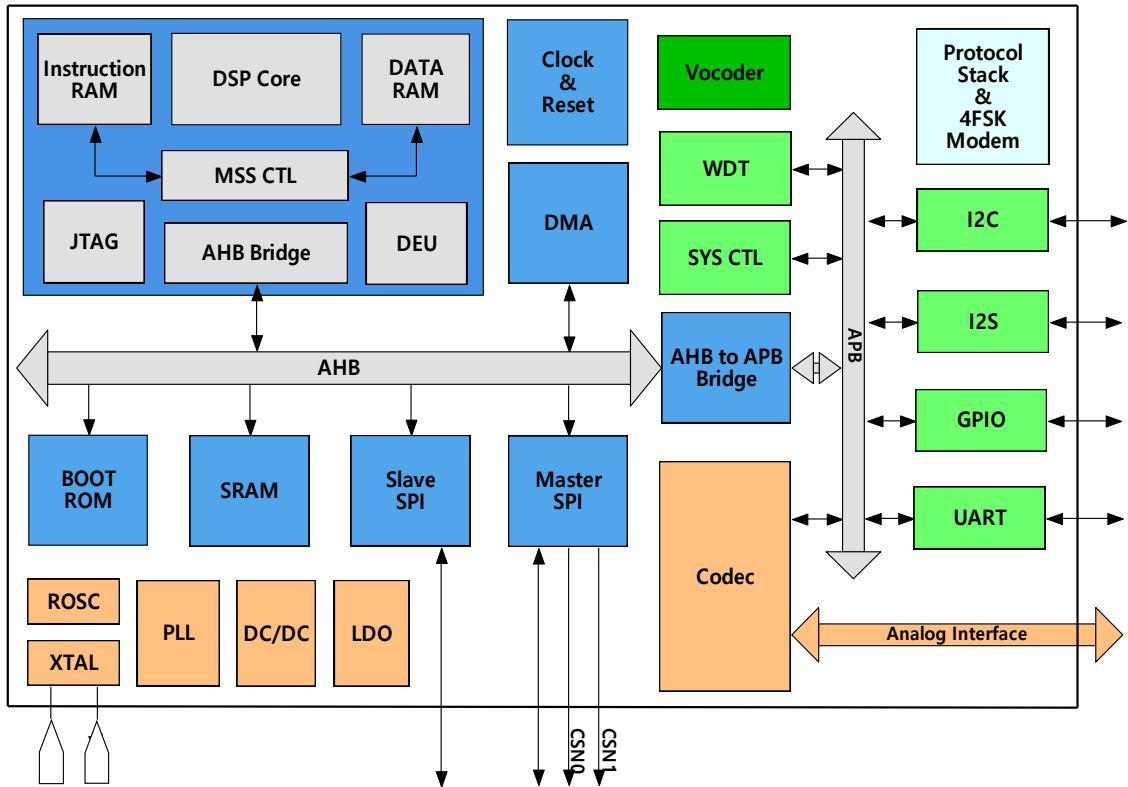 Instruction
RAM
DSP Core
DATA
RAM
MSS CTL
JTAG
AHB Bridge
DEU
Clock
&
Reset
DMA
Vocoder
WDT
SYS CTL
AHB to APB
Bridge
Protocol
Stack
&
4FSK
Modem
I2C
I2S
GPIO
UART
APB
AHB
BOOT
ROM
SRAM
Slave
SPI
Master
SPI
Codec
Analog Interface
ROSC
XTAL
PLL
DC/DC
LDO
CSN0
CSN1